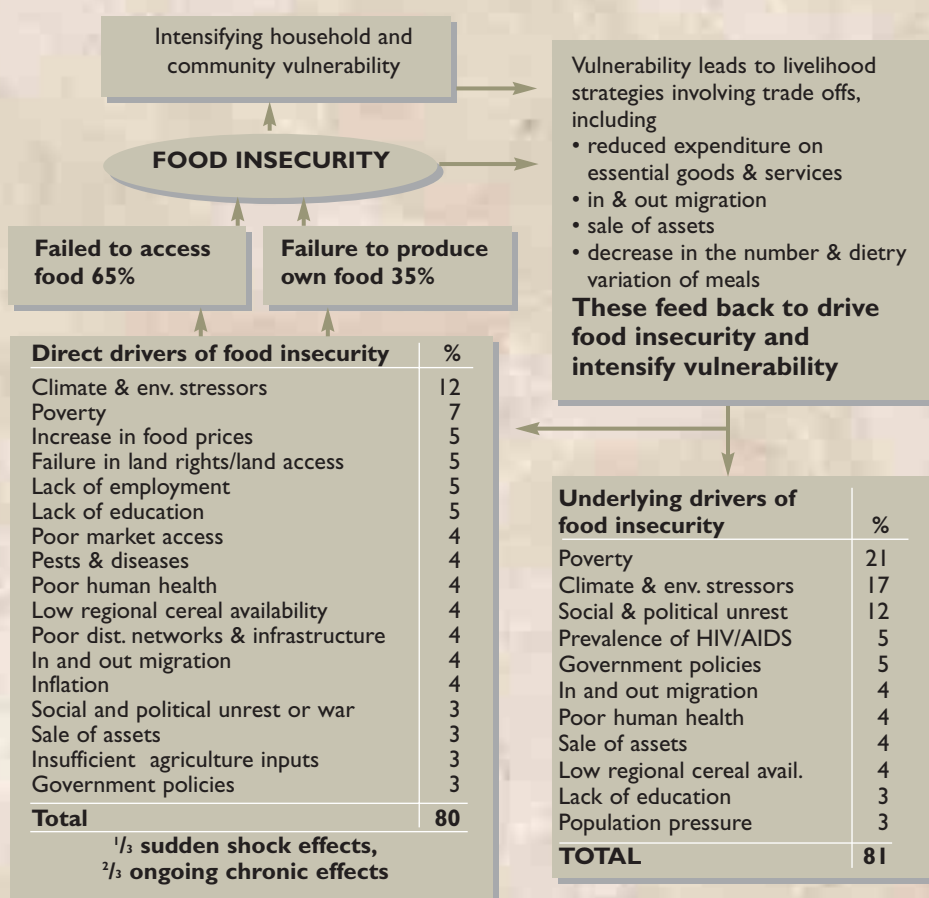 Intensifying household and
community vulnerability
FOOD INSECURITY
Failed to access
food 65%
Failure to produce
own food 35%
Vulnerability leads to livelihood
strategies involving trade offs,
including
• reduced expenditure on
essential goods & services
• in & out migration
• sale of assets
• decrease in the number & dietry
variation of meals
These feed back to drive
food insecurity and
intensify vulnerability
Direct drivers of food insecurity %
Climate & env. stressors 12
Poverty 7
Increase in food prices 5
Failure in land rights/land access 5
Lack of employment 5
Lack of education 5
Poor market access 4
Pests & diseases 4
Poor human health 4
Low regional cereal availability 4
Poor dist. networks & infrastructure 4
In and out migration 4
Inflation 4
Social and political unrest or war 3
Sale of assets 3
Insufficient agriculture inputs 3
Government policies 3
Total 80
1/3 sudden shock effects,
2/3 ongoing chronic effects
Underlying drivers of
food insecurity %
Poverty 21
Climate & env. stressors 17
Social & political unrest 12
Prevalence of HIV/AIDS 5
Government policies 5
In and out migration 4
Poor human health 4
Sale of assets 4
Low regional cereal avail. 4
Lack of education 3
Population pressure 3
TOTAL 81